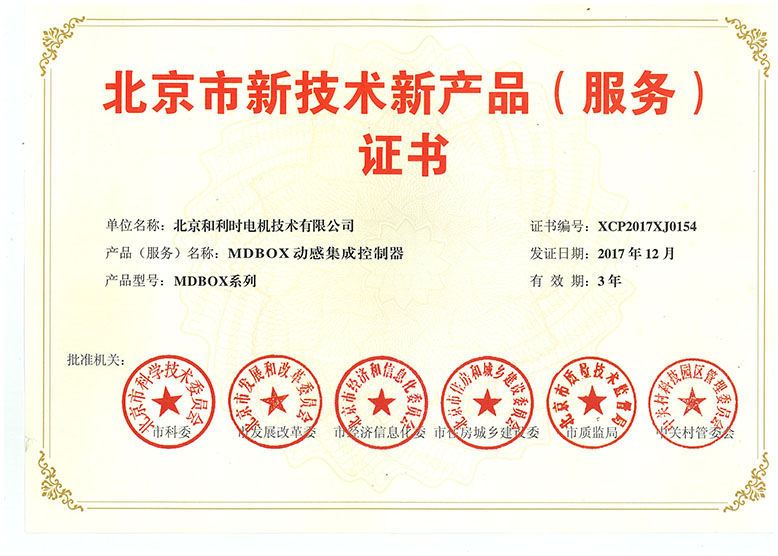 北京市新技术新产品（服务）
证书
单位名称：北京和利时电机技术有限公司
证书编号：XCP2017XJ0154
产品（服务）名称：MDBOX 动感集成控制器
发证日期：2017 年 12 月
产品型号：MDBOX系列
有 效 期：3 年
批准机关：
北京市科学技术委员会
北京市发展和改革委员会
北京市经济和信息化委员会
北京市住房和城乡建设委员会
北京市质量技术监督局
中关村科技园区管理委员会
市科委
市发展改革委
市经济信息化委
市住房城乡建设委
市质监局
中关村管委会